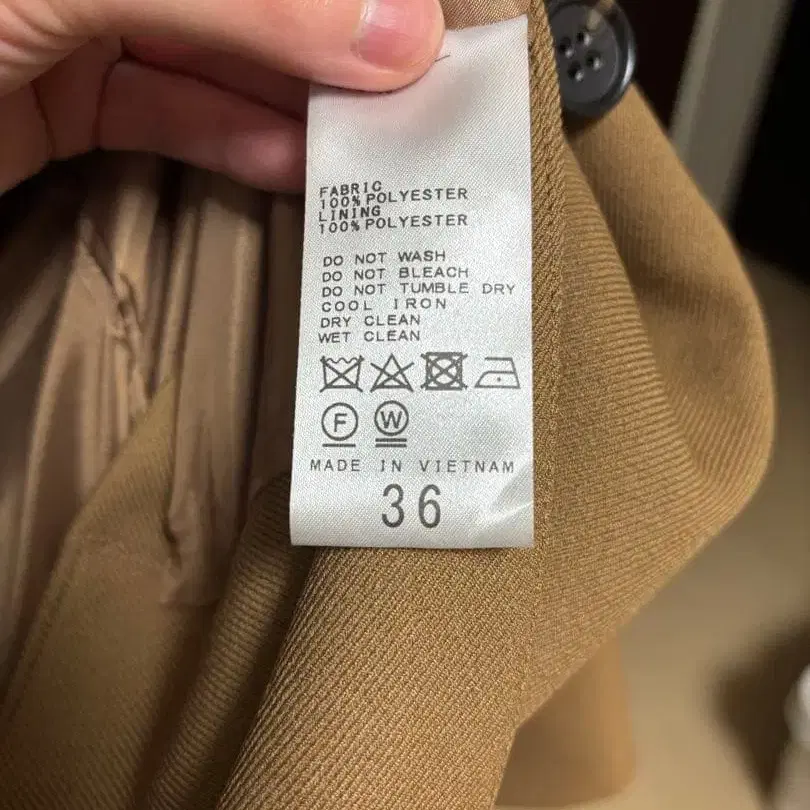 FABRIC
100% POLYESTER
LINING
100% POLYESTER
DO NOT WASH
DO NOT BLEACH
DO NOT TUMBLE DRY
COOL IRON
DRY CLEAN
WET CLEAN
F W
MADE IN VIETNAM
36